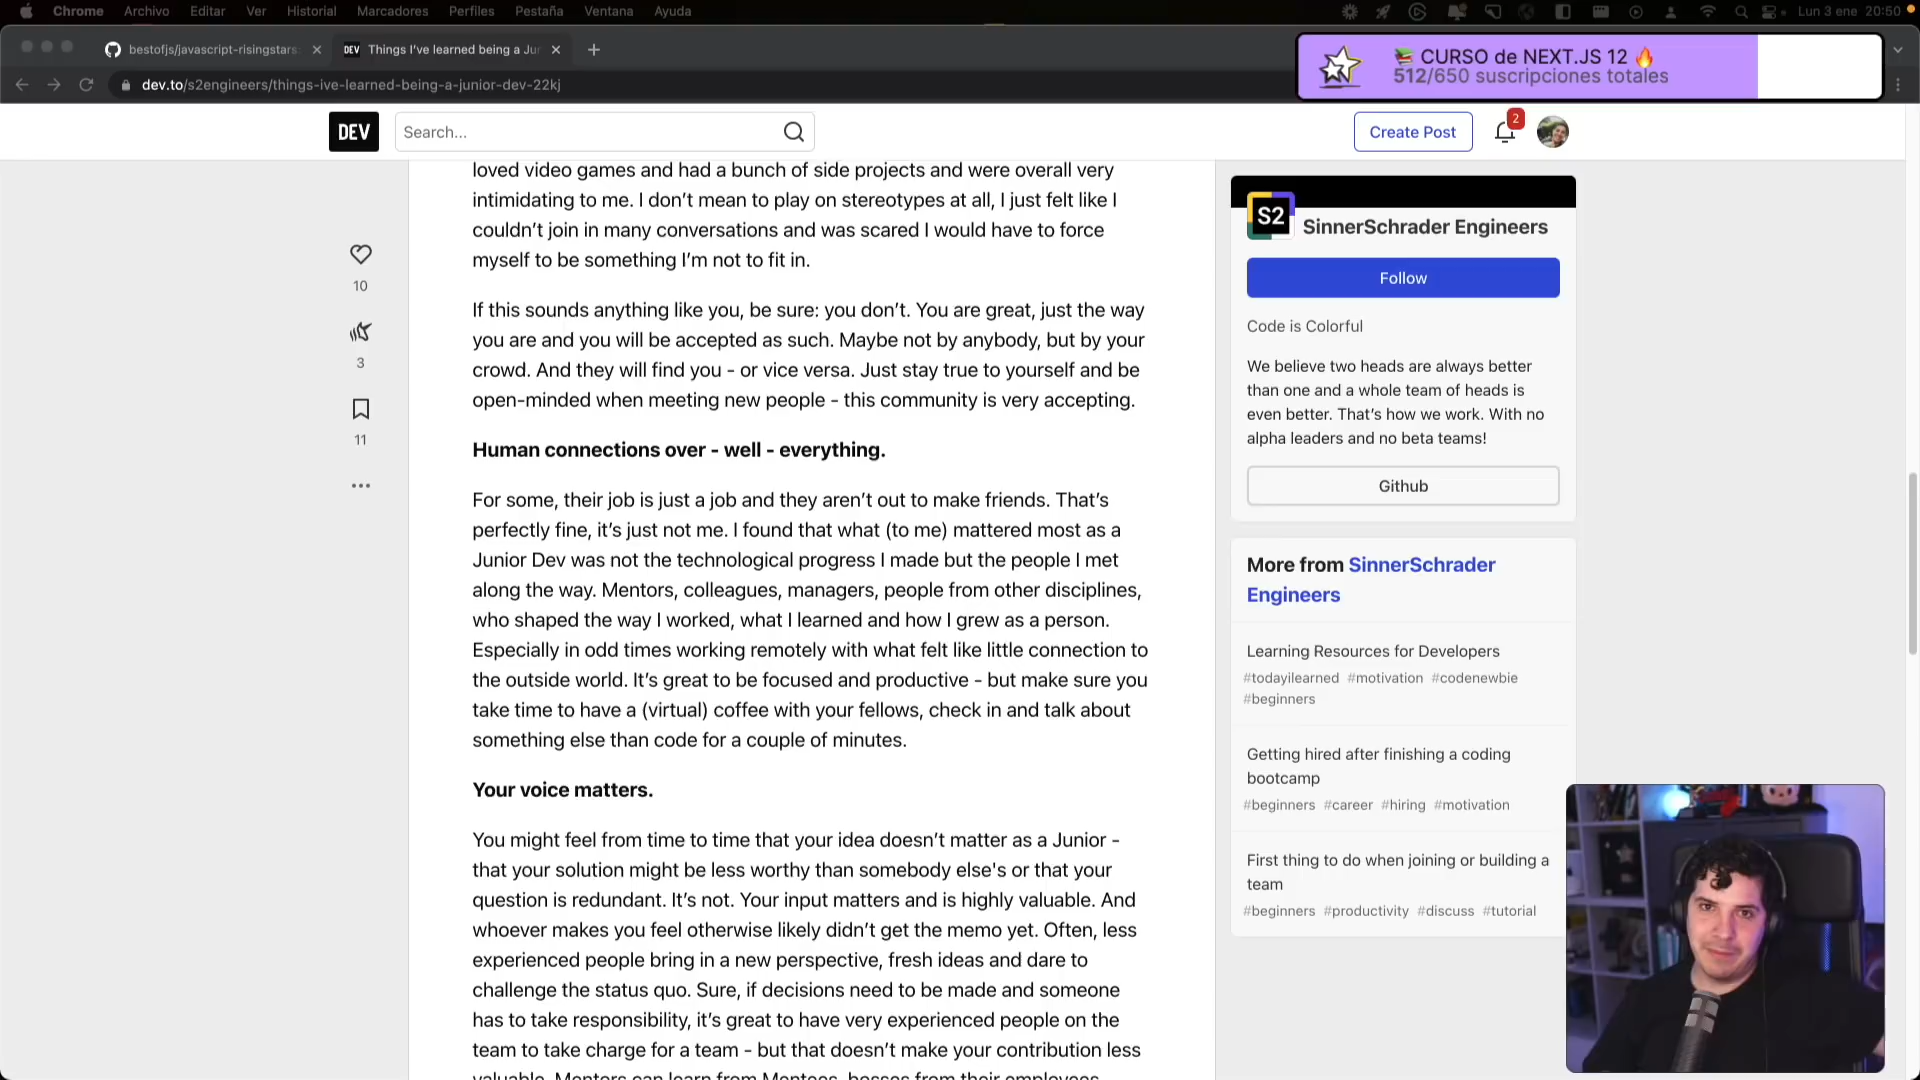 Chrome Archivo Editar Ver Historial Marcadores Perfiles Pestaña Ventana Ayuda
Lun 3 ene 20:50
bestofjs/javascript-risingstars:
DEV Things I've learned being a Ju
dev.to/s2engineers/things-ive-learned-being-a-junior-dev-22kj
CURSO de NEXT.JS 12
512/650 suscripciones totales
DEV
Search...
Create Post
2
loved video games and had a bunch of side projects and were overall very
intimidating to me. I don't mean to play on stereotypes at all, I just felt like I
couldn't join in many conversations and was scared I would have to force
myself to be something I'm not to fit in.
10
3
11
If this sounds anything like you, be sure: you don't. You are great, just the way
you are and you will be accepted as such. Maybe not by anybody, but by your
crowd. And they will find you - or vice versa. Just stay true to yourself and be
open-minded when meeting new people - this community is very accepting.
Human connections over - well - everything.
For some, their job is just a job and they aren't out to make friends. That's
perfectly fine, it's just not me. I found that what (to me) mattered most as a
Junior Dev was not the technological progress I made but the people I met
along the way. Mentors, colleagues, managers, people from other disciplines,
who shaped the way I worked, what I learned and how I grew as a person.
Especially in odd times working remotely with what felt like little connection to
the outside world. It's great to be focused and productive - but make sure you
take time to have a (virtual) coffee with your fellows, check in and talk about
something else than code for a couple of minutes.
Your voice matters.
You might feel from time to time that your idea doesn't matter as a Junior -
that your solution might be less worthy than somebody else's or that your
question is redundant. It's not. Your input matters and is highly valuable. And
whoever makes you feel otherwise likely didn't get the memo yet. Often, less
experienced people bring in a new perspective, fresh ideas and dare to
challenge the status quo. Sure, if decisions need to be made and someone
has to take responsibility, it's great to have very experienced people on the
team to take charge for a team - but that doesn't make your contribution less
valuable. Mentors can learn from Mentees, bosses from their employees
S2
SinnerSchrader Engineers
Follow
Code is Colorful
We believe two heads are always better
than one and a whole team of heads is
even better. That's how we work. With no
alpha leaders and no beta teams!
Github
More from SinnerSchrader
Engineers
Learning Resources for Developers
#todayilearned #motivation #codenewbie
#beginners
Getting hired after finishing a coding
bootcamp
#beginners #career #hiring #motivation
First thing to do when joining or building a
team
#beginners #productivity #discuss #tutorial